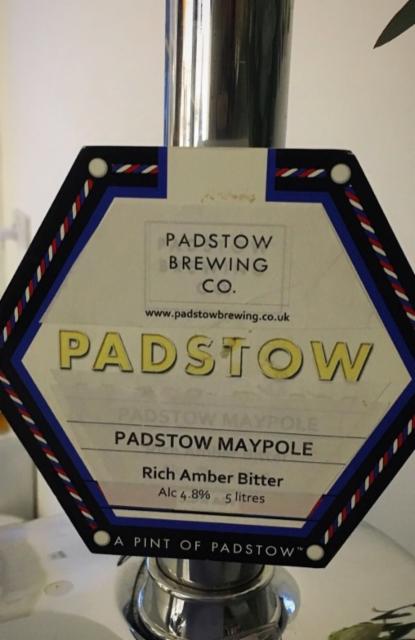 PADSTOW
BREWING
CO.
www.padstowbrewing.co.uk
PADSTOW
PADSTOW MAYPOLE
PADSTOW MAYPOLE
Rich Amber Bitter
Alc 4.8% 5 litres
A PINT OF PADSTOW™